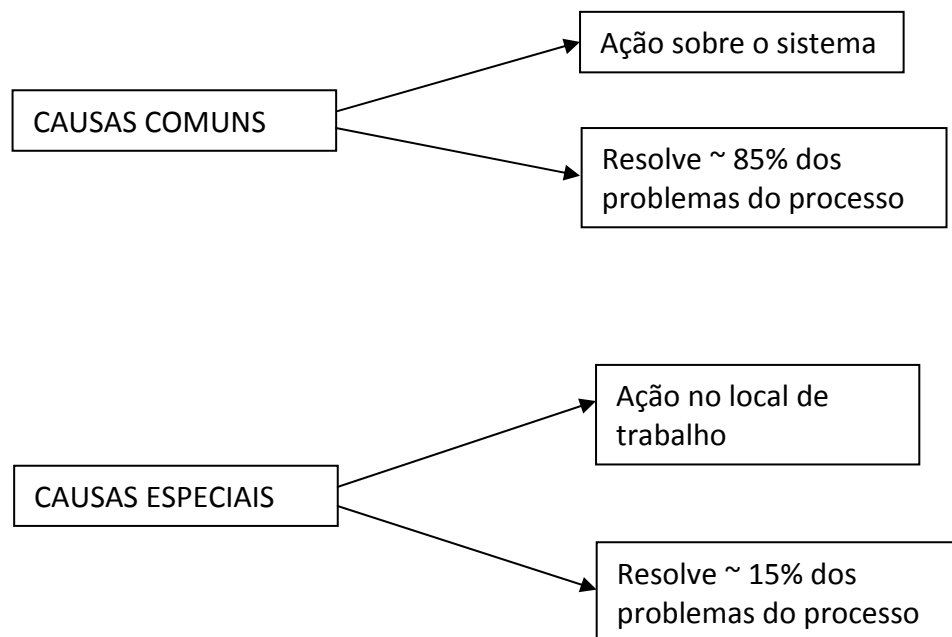 Ação sobre o sistema
CAUSAS COMUNS
Resolve ~ 85% dos
problemas do processo
Ação no local de
trabalho
CAUSAS ESPECIAIS
Resolve ~ 15% dos
problemas do processo